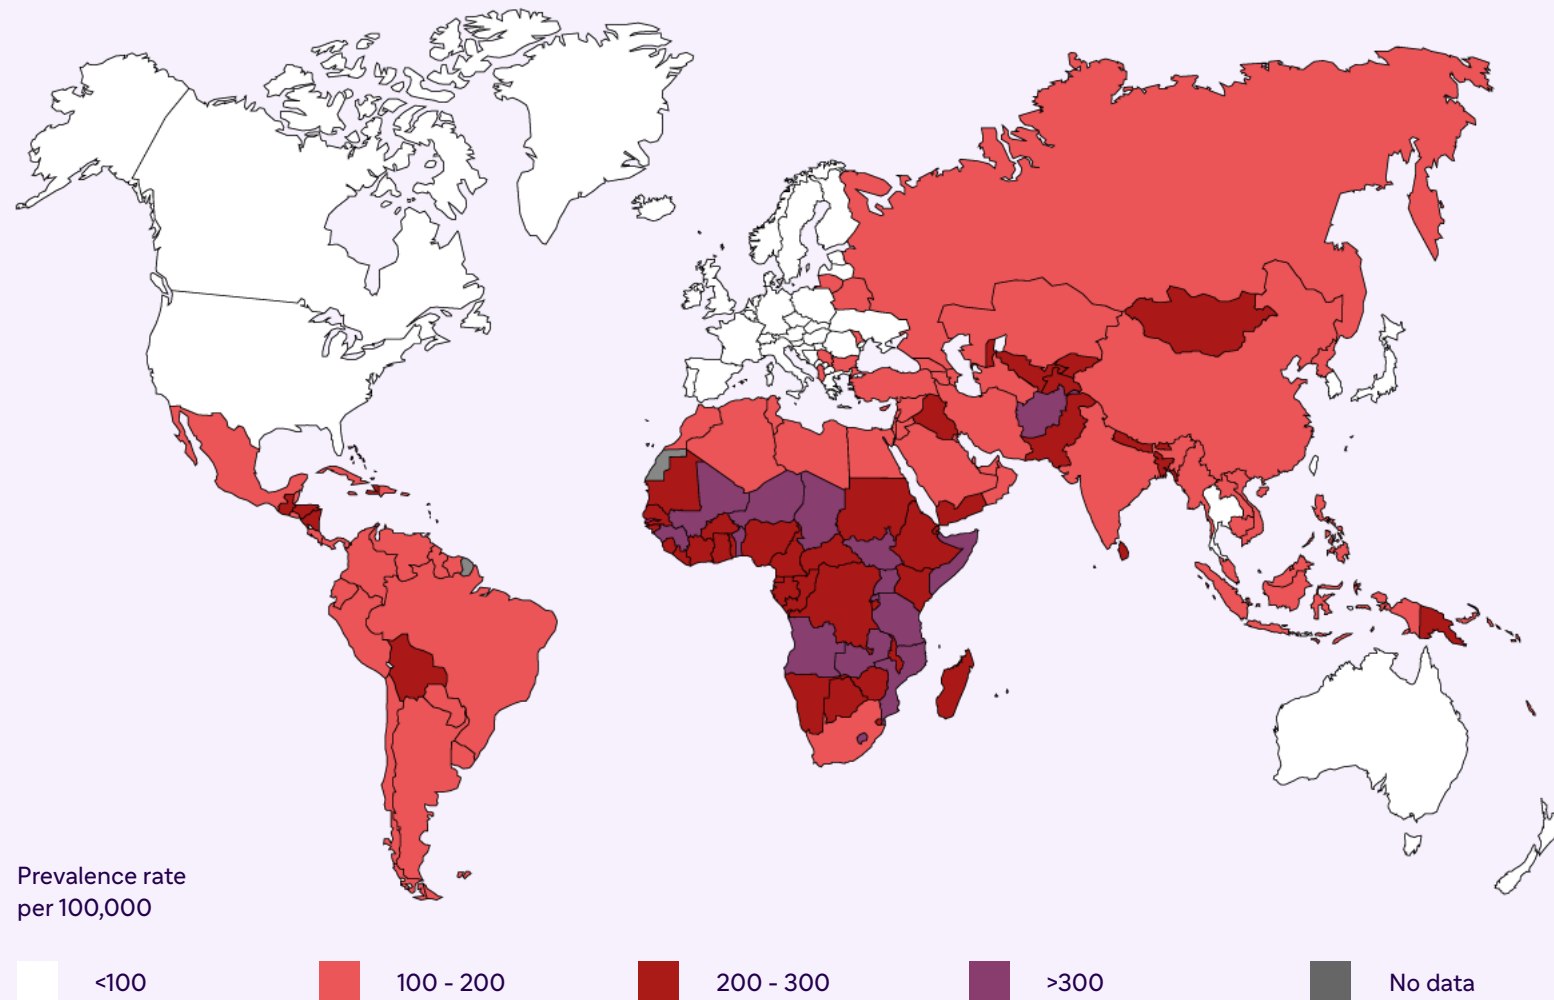 Prevalence rate
per 100,000
<100
100 - 200
200 - 300
>300
No data